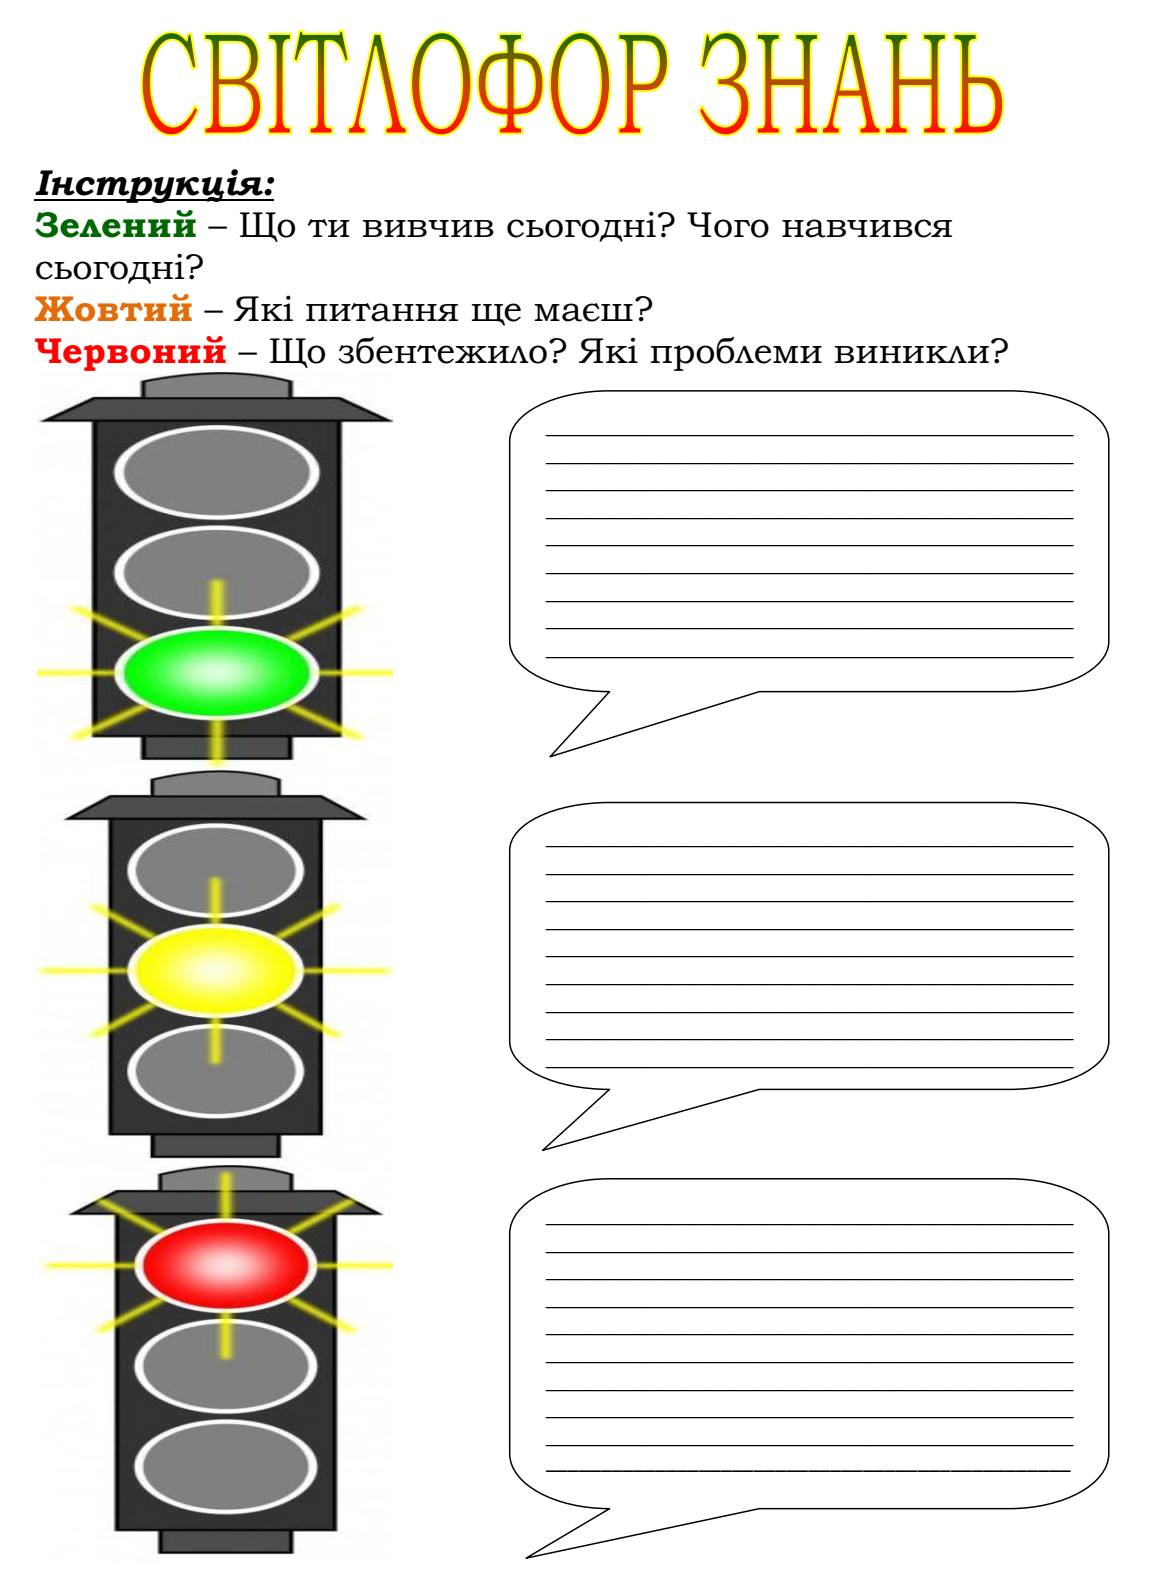 СВІТЛОФОР ЗНАНЬ
Інструкція:
Зелений – Що ти вивчив сьогодні? Чого навчився
сьогодні?
Жовтий – Які питання ще маєш?
Червоний – Що збентежило? Які проблеми виникли?